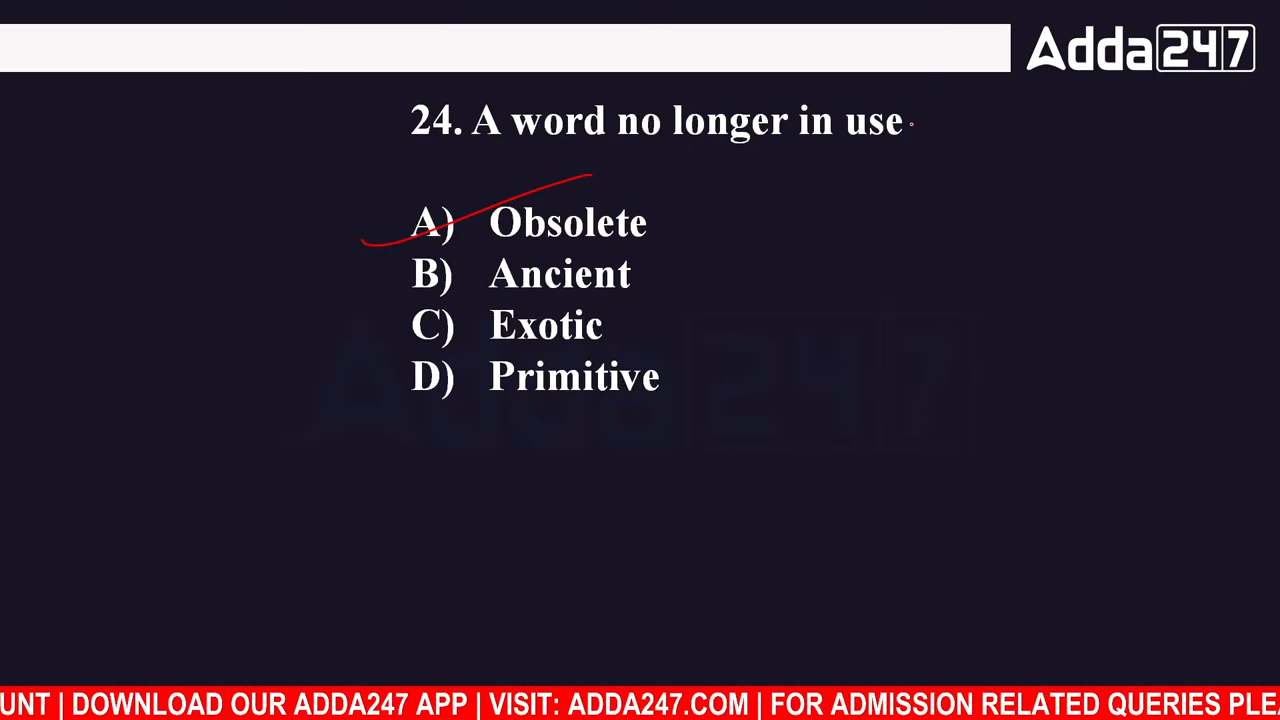 Adda247
24. A word no longer in use
A) Obsolete
B) Ancient
C) Exotic
D) Primitive
Adda247
UNT | DOWNLOAD OUR ADDA247 APP | VISIT: ADDA247.COM | FOR ADMISSION RELATED QUERIES PLE